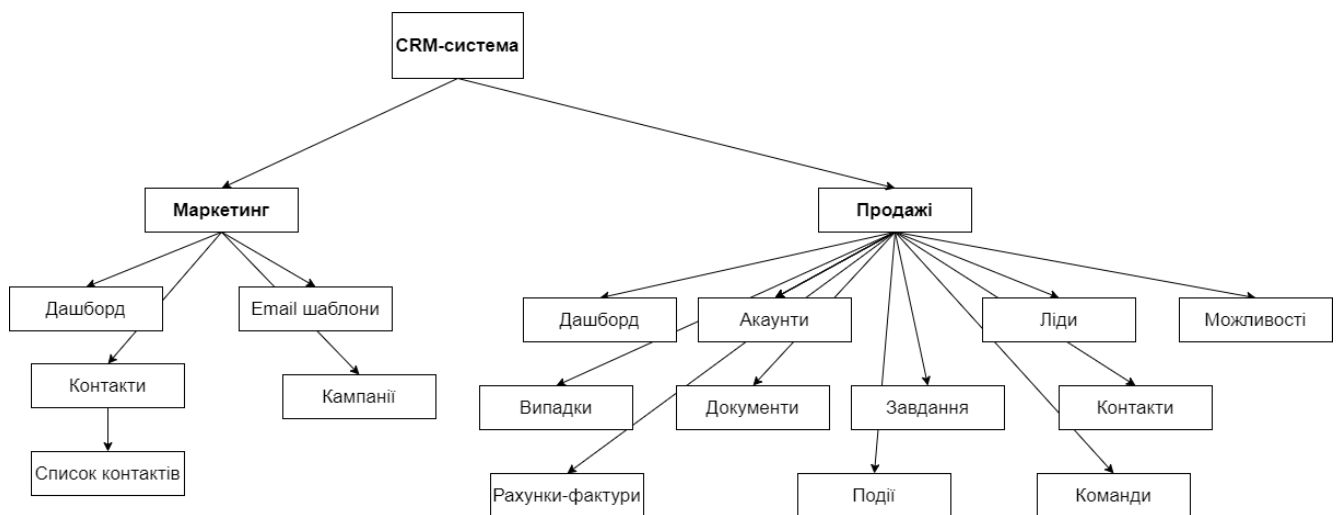 CRM-система
Маркетинг
Продажі
Дашборд
Email шаблони
Дашборд
Акаунти
Ліди
Можливості
Контакти
Кампанії
Випадки
Документи
Завдання
Контакти
Список контактів
Рахунки-фактури
Події
Команди